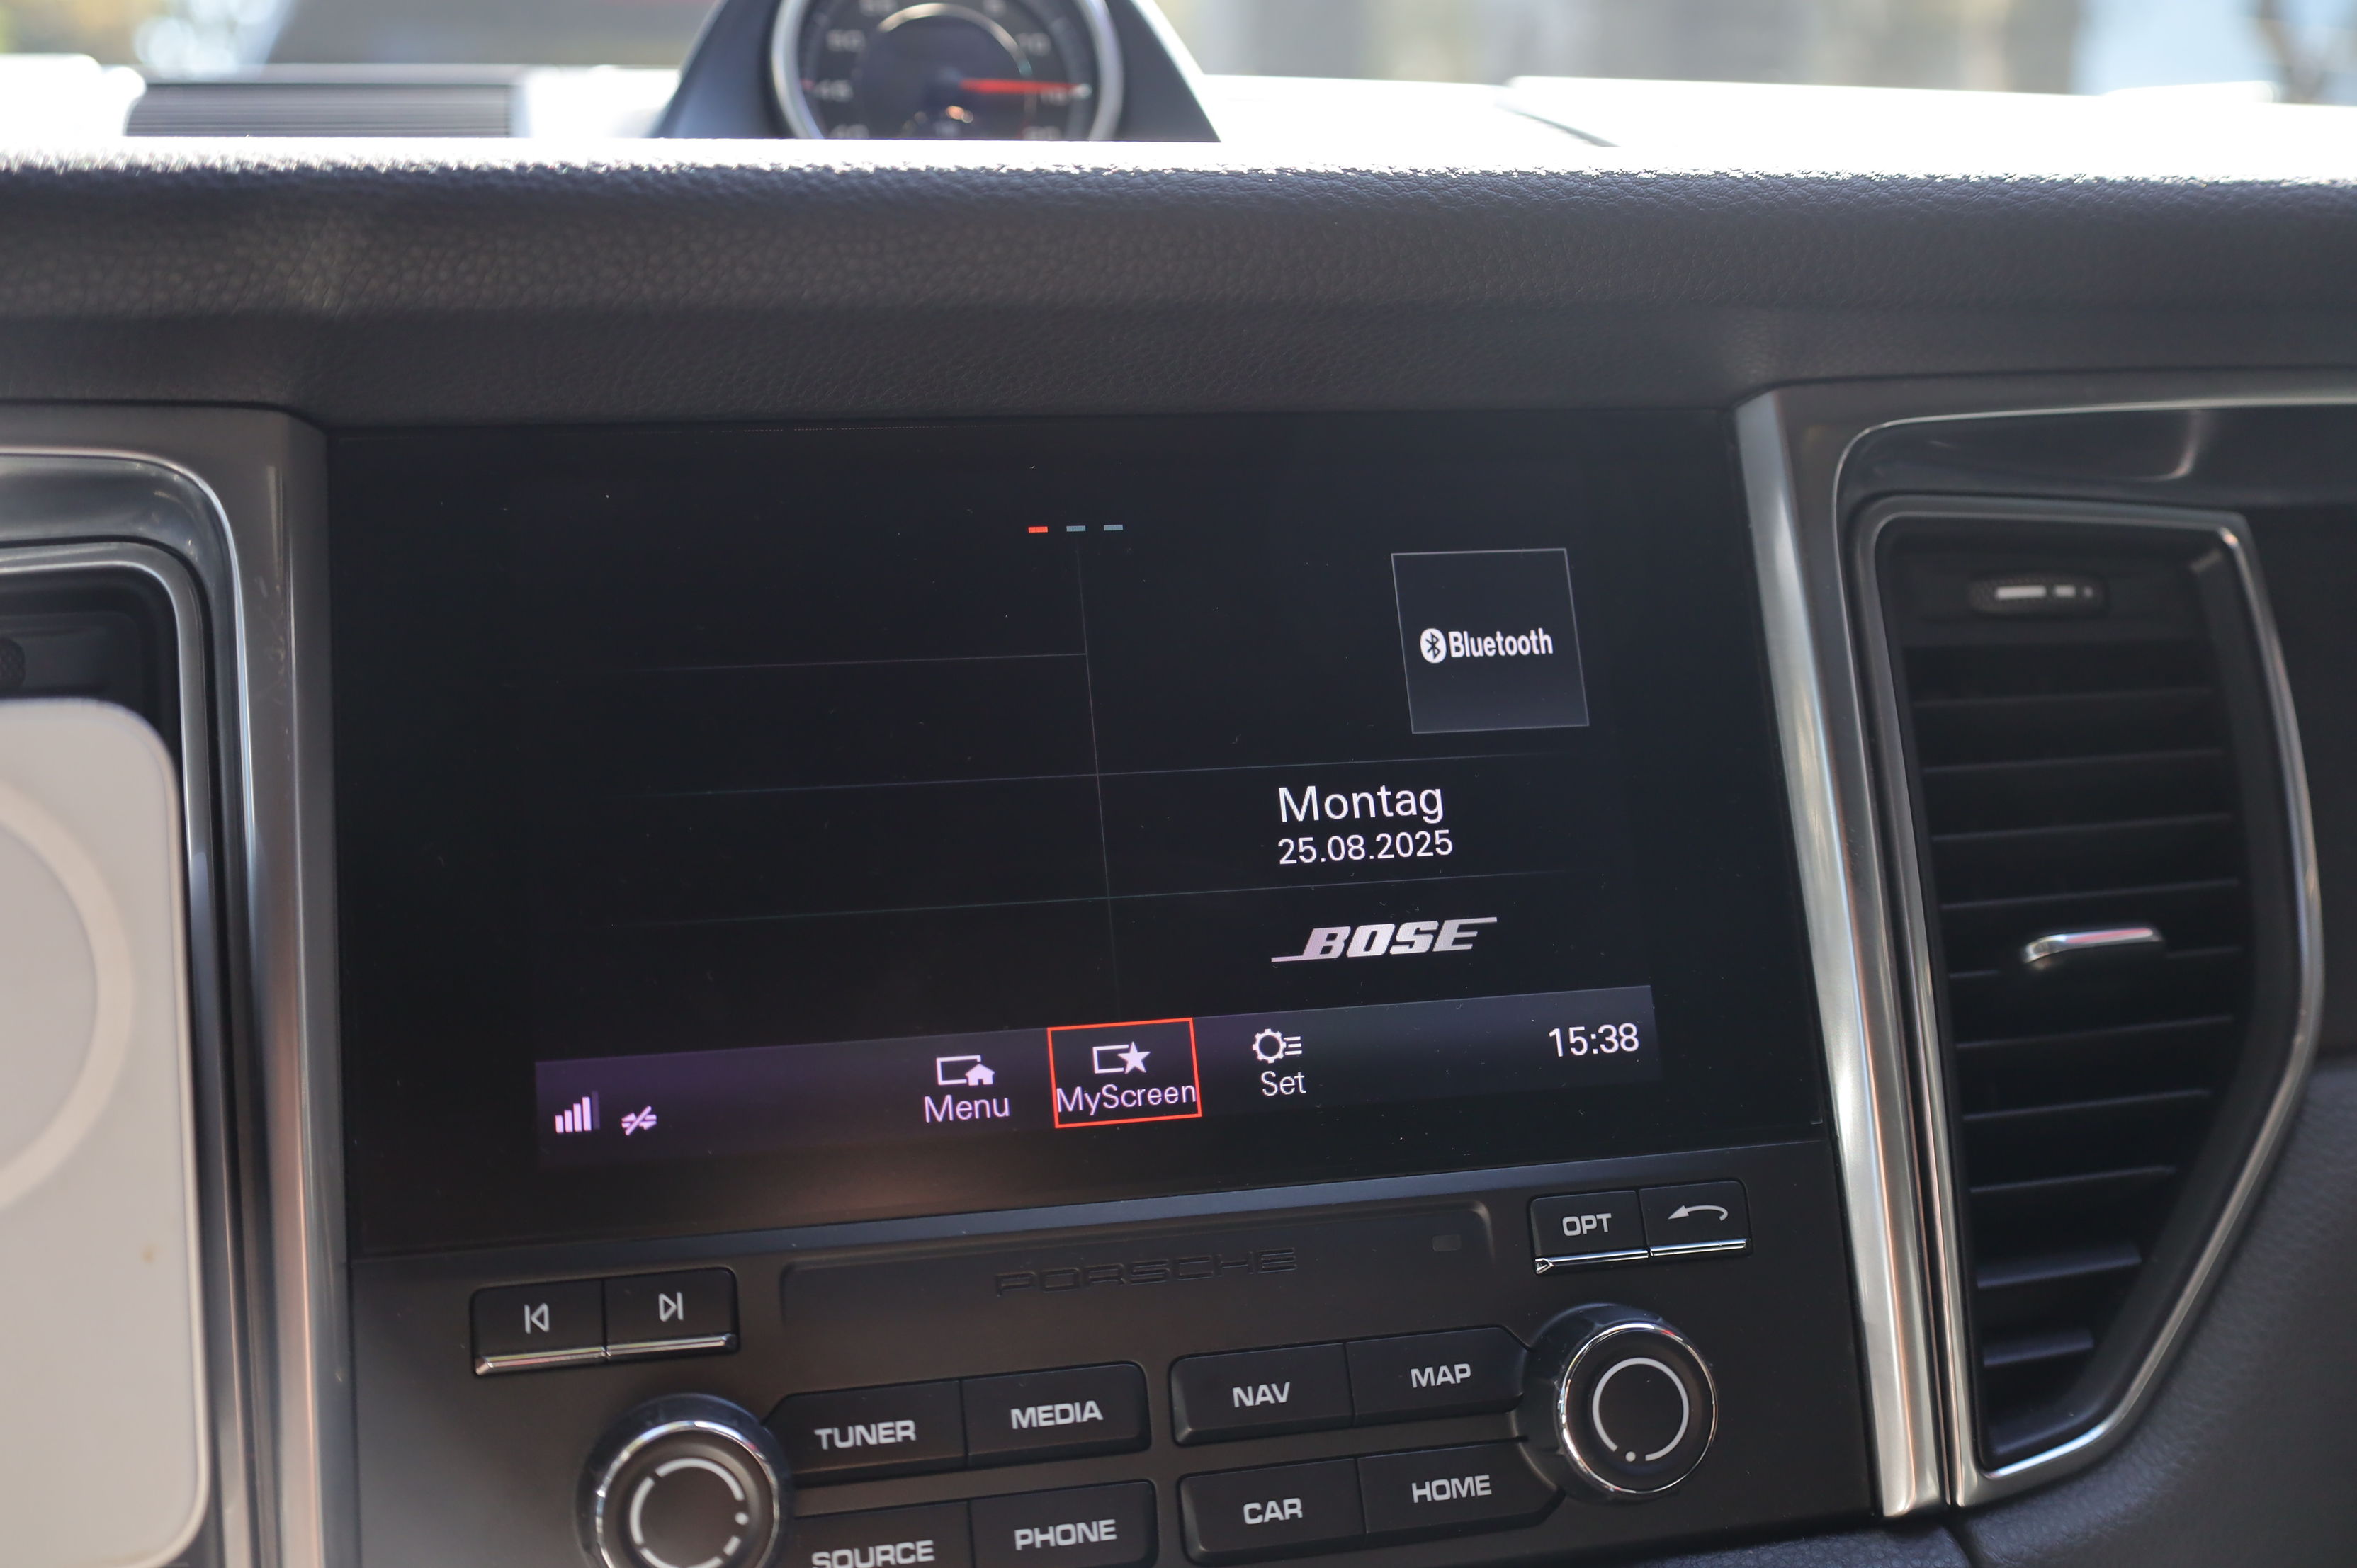 Bluetooth
Montag
25.08.2025
BOSE
Menu
MyScreen
Set
15:38
PORSCHE
OPT
TUNER
MEDIA
NAV
MAP
SOURCE
PHONE
CAR
HOME